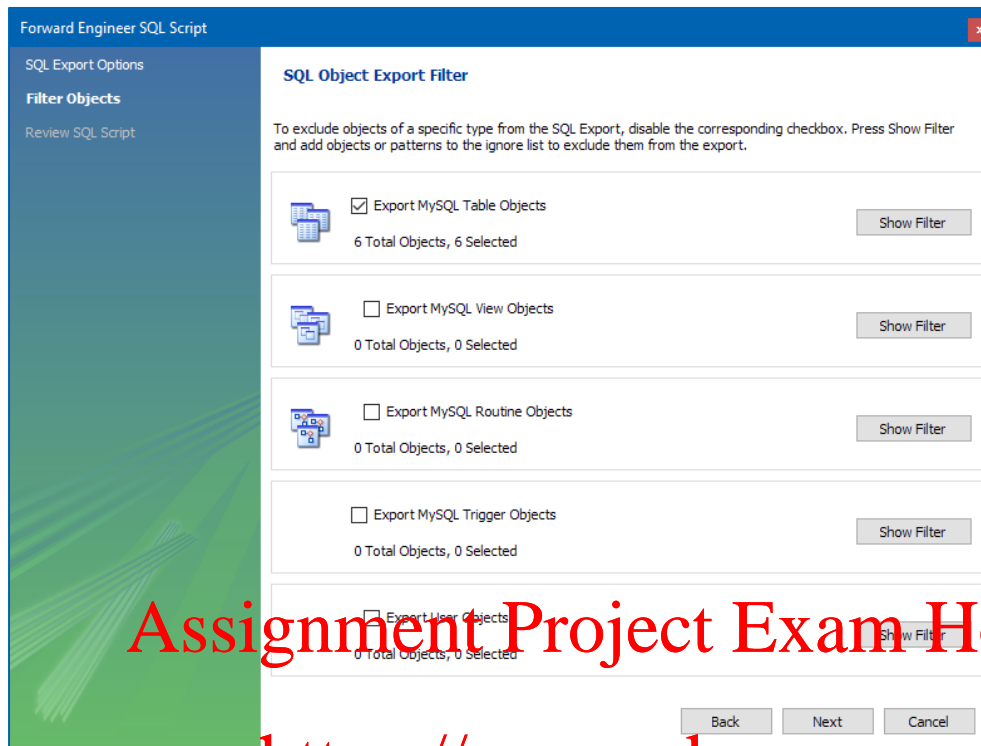 Forward Engineer SQL Script
SQL Export Options
Filter Objects
Review SQL Script
SQL Object Export Filter
To exclude objects of a specific type from the SQL Export, disable the corresponding checkbox. Press Show Filter
and add objects or patterns to the ignore list to exclude them from the export.
Export MySQL Table Objects
6 Total Objects, 6 Selected
Show Filter
Export MySQL View Objects
0 Total Objects, 0 Selected
Show Filter
Export MySQL Routine Objects
0 Total Objects, 0 Selected
Show Filter
Export MySQL Trigger Objects
0 Total Objects, 0 Selected
Show Filter
Export User Objects
0 Total Objects, 0 Selected
Show Filter
Assignment Project Exam
Back Next Cancel